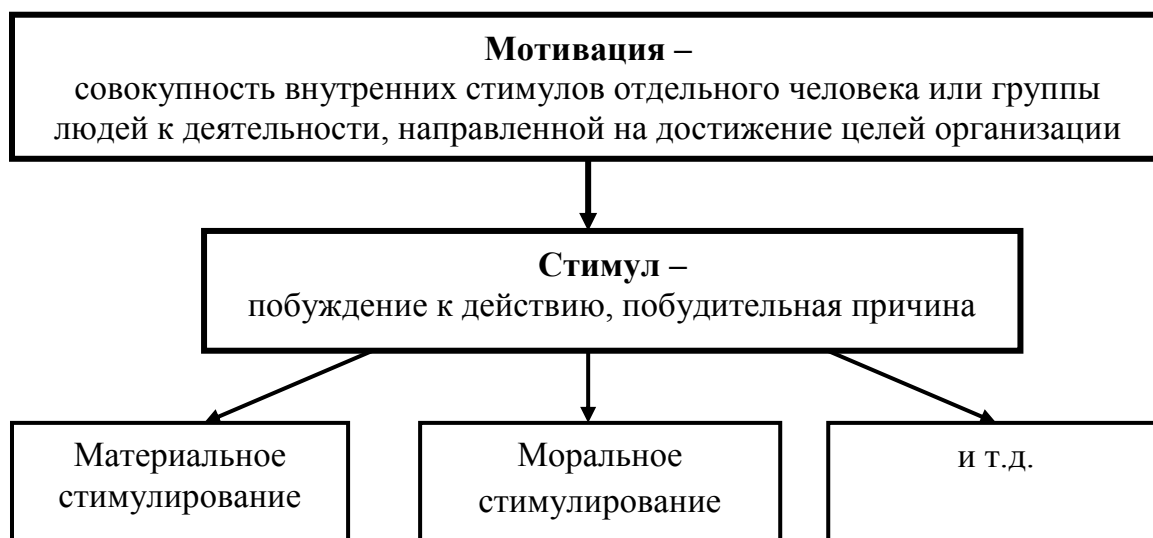 Мотивация –
совокупность внутренних стимулов отдельного человека или группы
людей к деятельности, направленной на достижение целей организации
Стимул –
побуждение к действию, побудительная причина
Материальное
стимулирование
Моральное
стимулирование
и т.д.